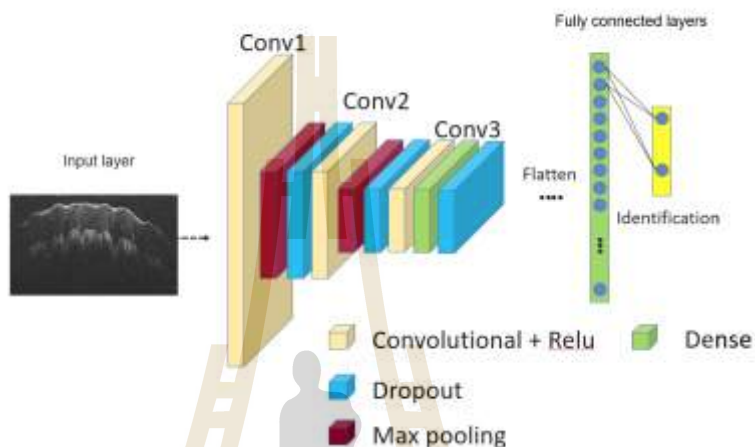 Fully connected layers
Conv1
Conv2
Conv3
Input layer
Flatten
Identification
Convolutional + Relu
Dense
Dropout
Max pooling